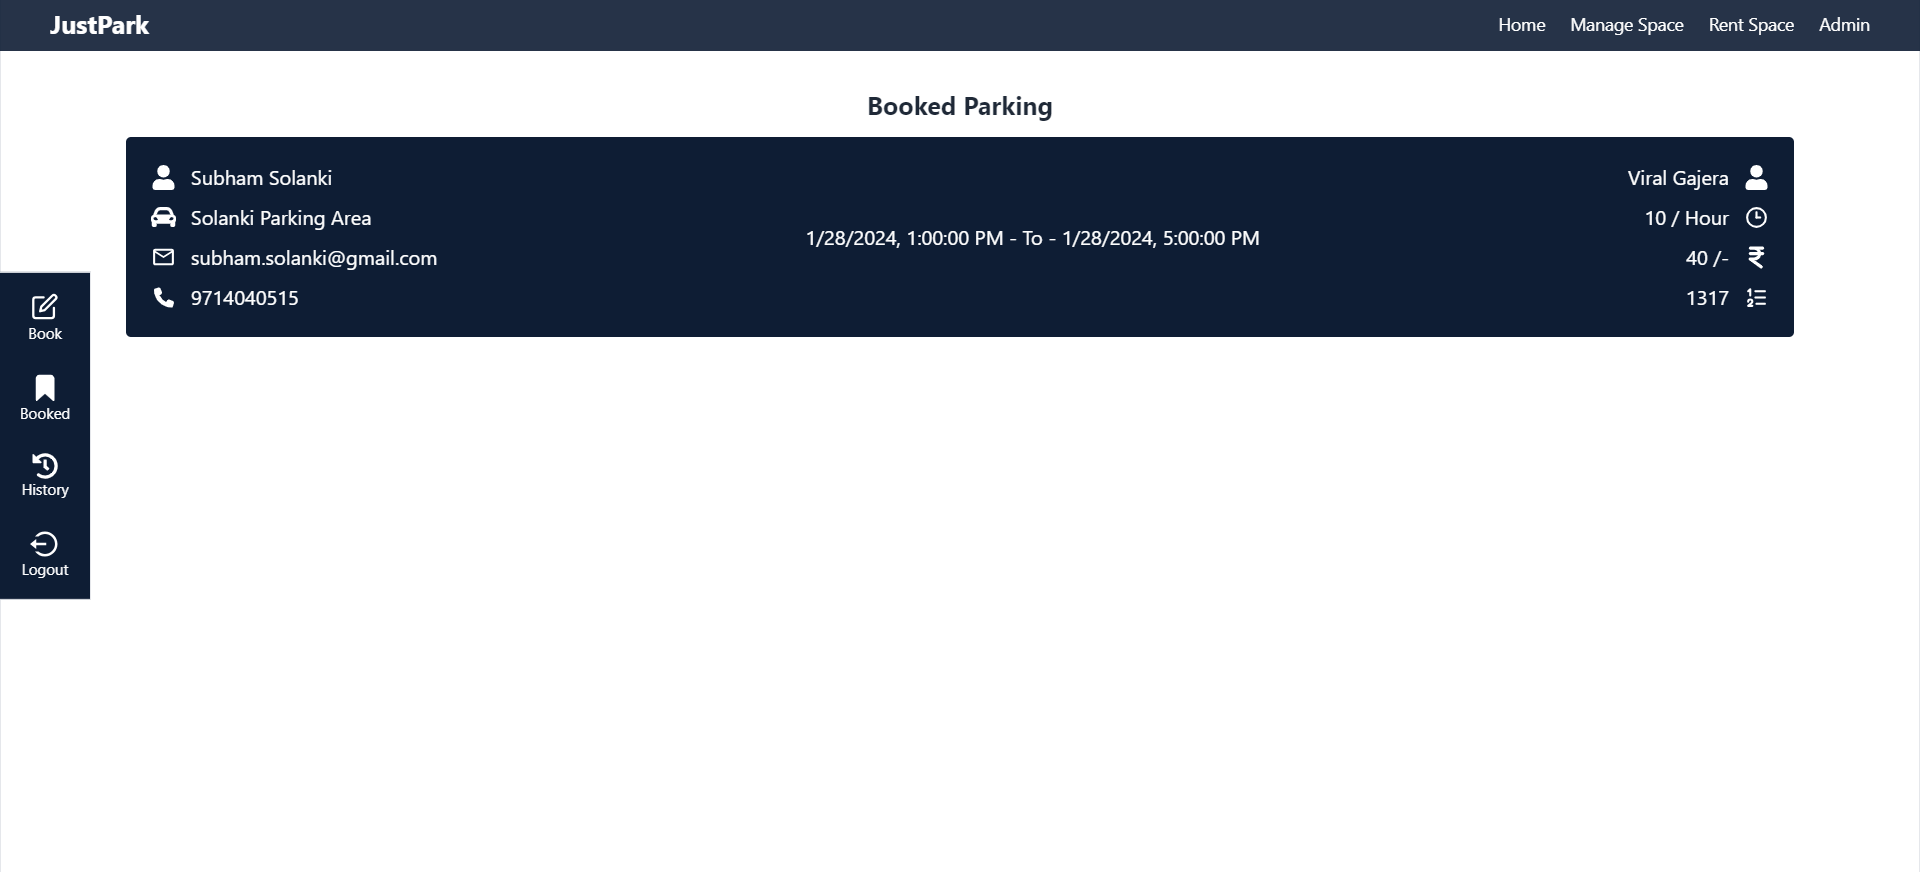 JustPark
Home Manage Space Rent Space Admin
Booked Parking
Subham Solanki
Solanki Parking Area
subham.solanki@gmail.com
9714040515
1/28/2024, 1:00:00 PM - To - 1/28/2024, 5:00:00 PM
Viral Gajera
10 / Hour
40 /-
1317
Book
Booked
History
Logout